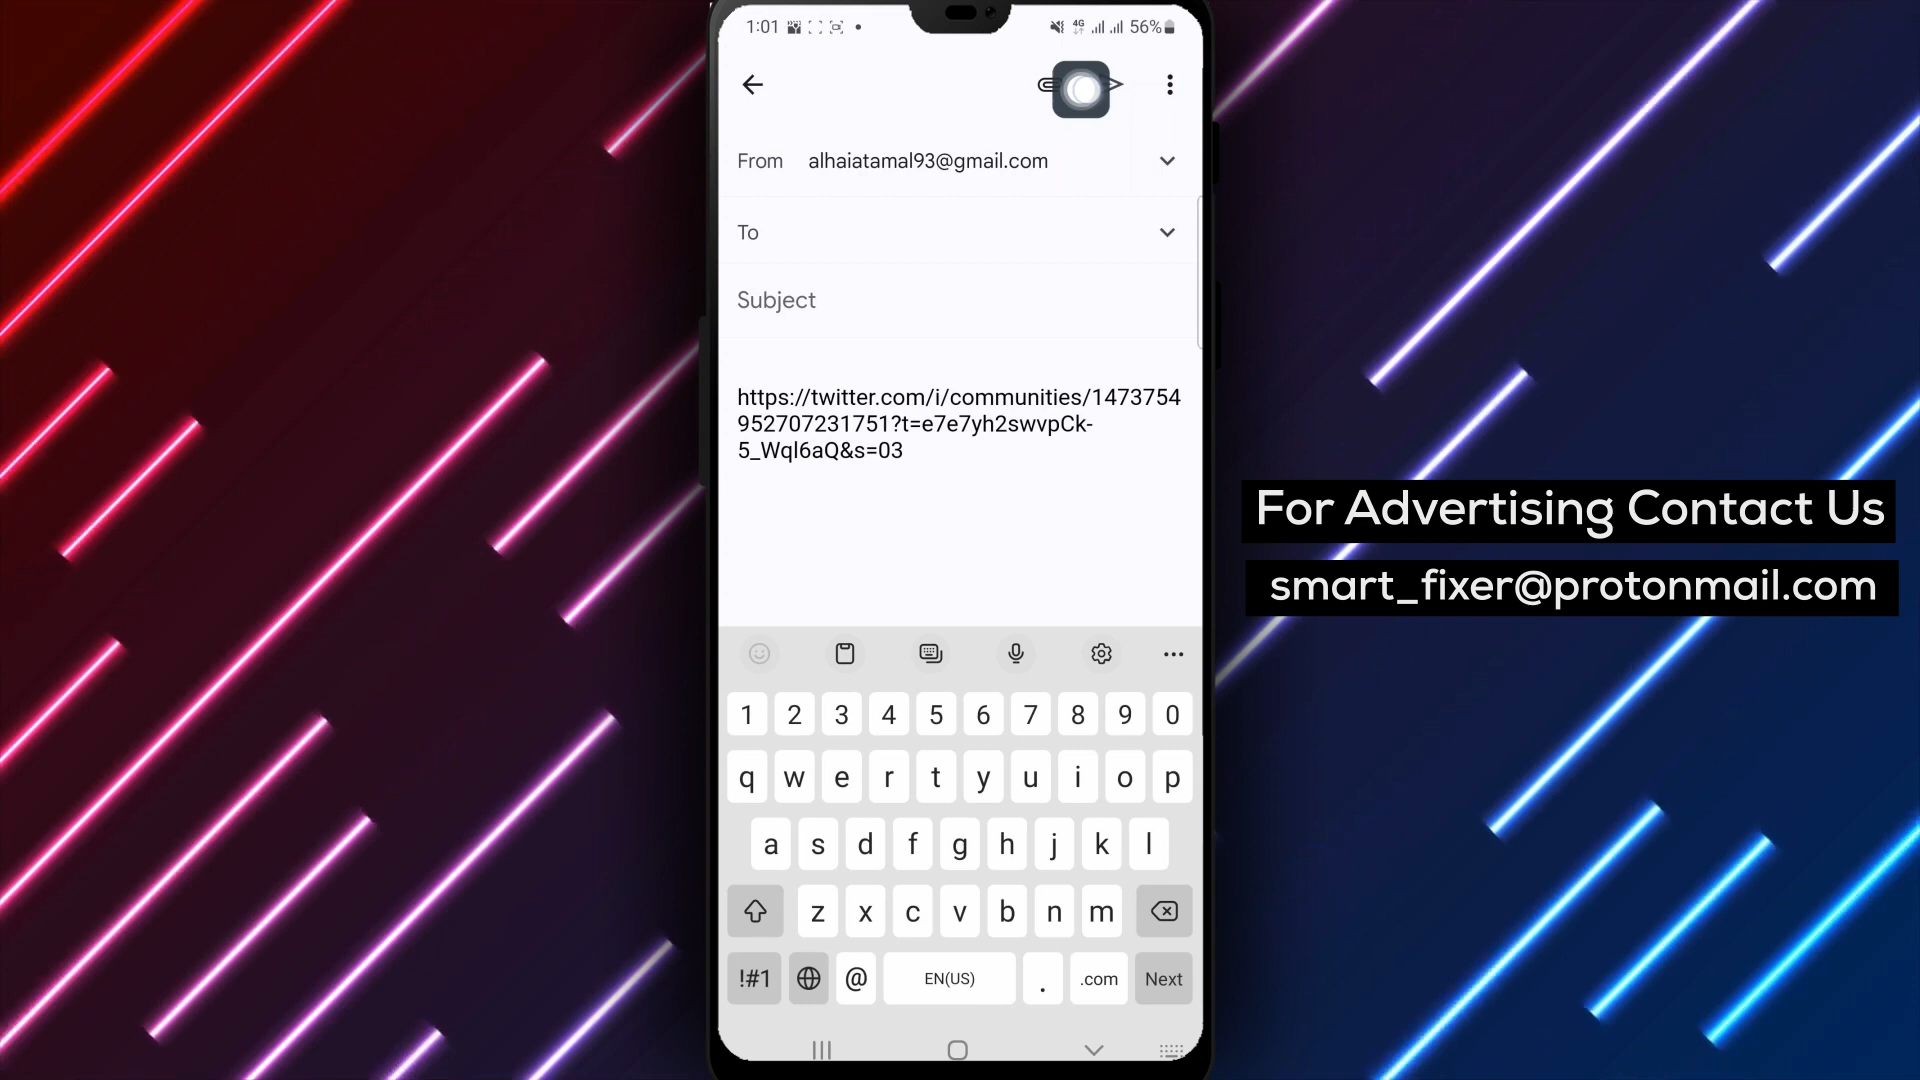 1:01
4G
56%
From alhaiatamal93@gmail.com
To
Subject
https://twitter.com/i/communities/1473754
952707231751?t=e7e7yh2swvpCk-
5_Wql6aQ&s=03
For Advertising Contact Us
smart_fixer@protonmail.com
1 2 3 4 5 6 7 8 9 0
q w e r t y u i o p
a s d f g h j k l
z x c v b n m
!#1 @ EN(US) . .com Next